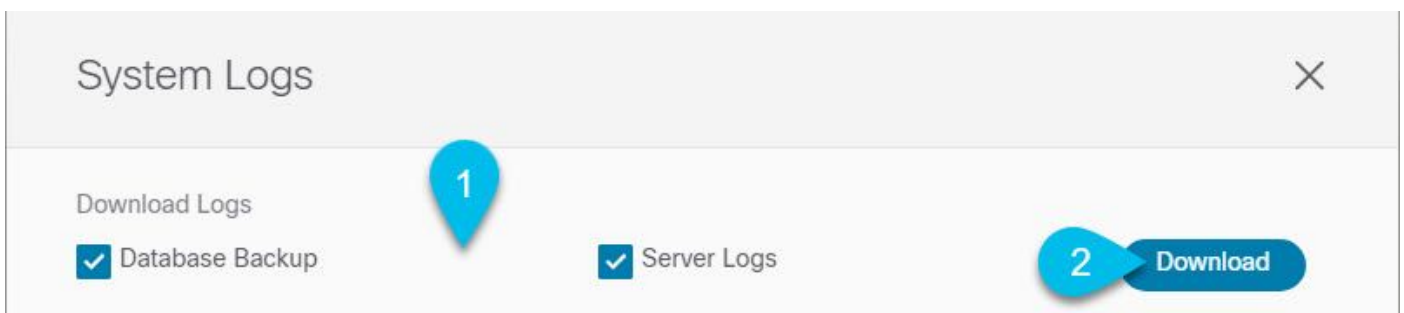 System Logs
1
Download Logs
Database Backup
Server Logs
2
Download